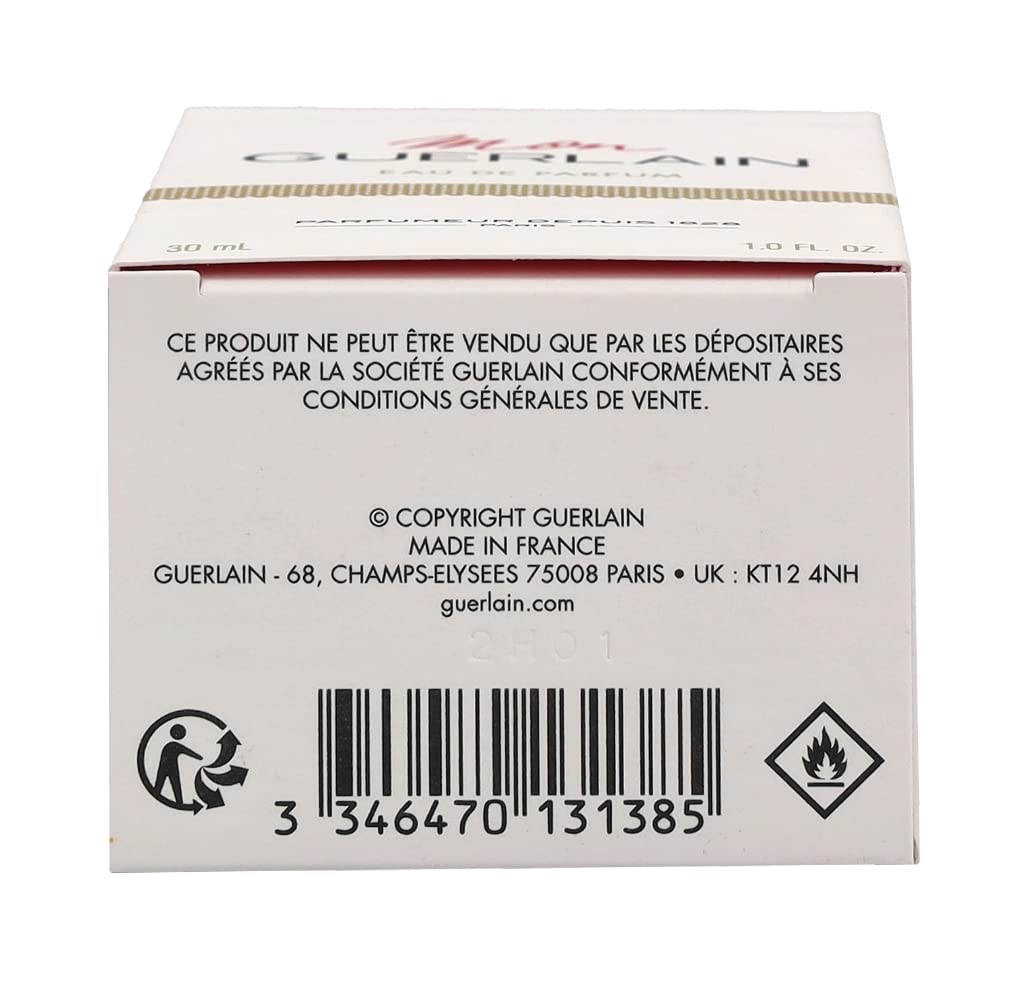 Mon
GUERLAIN
EAU DE PARFUM
PARFUMEUR DEPUIS 1828
PARIS
30 mL 1.0 FL. OZ.
CE PRODUIT NE PEUT ÊTRE VENDU QUE PAR LES DÉPOSITAIRES
AGRÉÉS PAR LA SOCIÉTÉ GUERLAIN CONFORMÉMENT À SES
CONDITIONS GÉNÉRALES DE VENTE.
© COPYRIGHT GUERLAIN
MADE IN FRANCE
GUERLAIN - 68, CHAMPS-ELYSEES 75008 PARIS • UK : KT12 4NH
guerlain.com
2H01
3 346470 131385